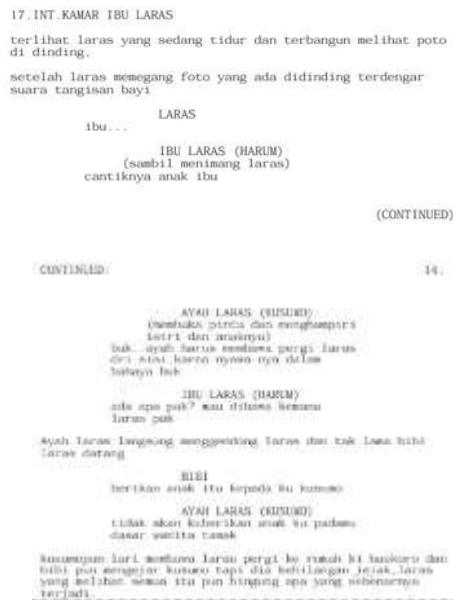 17.INT.KAMAR IBU LARAS
terlihat laras yang sedang tidur dan terbangun melihat poto
di dinding.
setelah laras memegang foto yang ada didinding terdengar
suara tangisan bayi
LARAS
ibu...
IBU LARAS (HARUM)
(sambil menimang laras)
cantiknya anak ibu
(CONTINUED)
CONTINUED: 14.
AYAH LARAS (KUSUMO)
(membuka pintu dan menghampiri
istri dan anaknya)
buk. ayah harus membawa pergi laras
dri sini karna nyawa nya dalam
bahaya buk
IBU LARAS (HARUM)
ada apa pak? mau dibawa kemana
laras pak
Ayah laras langsung menggendong laras dan tak lama bibi
laras datang
BIBI
berikan anak itu kepada ku kusumo
AYAH LARAS (KUSUMO)
tidak akan kuberikan anak ku padamu
dasar wanita tamak
kusumopun lari membawa laras pergi ke rumah ki baskoro dan
bibi pun mengejar kusumo tapi dia kehilangan jejak,laras
yang melihat semua itu pun bingung apa yang sebenarnya
terjadi